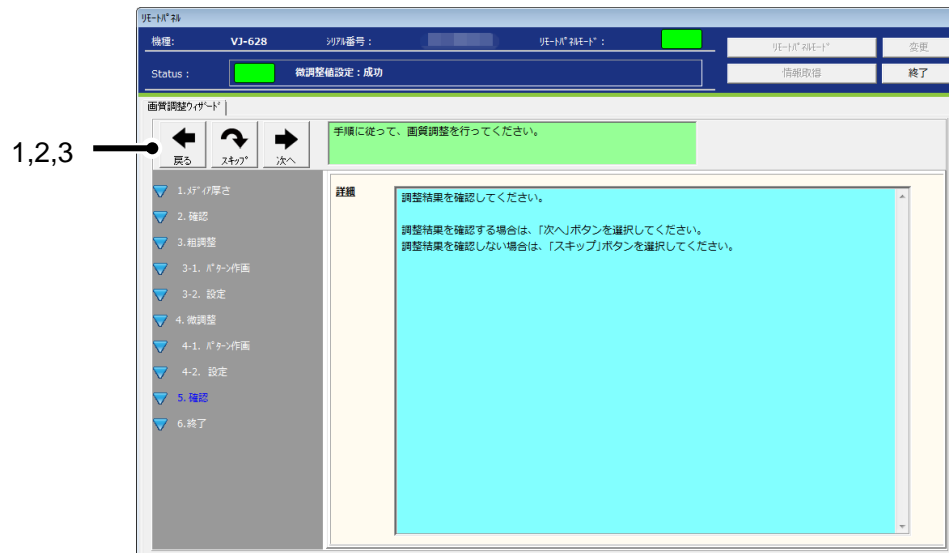 ﾘﾓｰﾄﾊﾟﾈﾙ
機種: VJ-628 ｼﾘｱﾙ番号： ﾘﾓｰﾄﾊﾟﾈﾙﾓｰﾄﾞ：
ﾘﾓｰﾄﾊﾟﾈﾙﾓｰﾄﾞ 変更
Status : 微調整値設定：成功
情報取得 終了
画質調整ｳｨｻﾞｰﾄﾞ
1,2,3
戻る ｽｷｯﾌﾟ 次へ
手順に従って、画質調整を行ってください。
1.ﾒﾃﾞｨｱ厚さ
2.確認
3.粗調整
3-1. ﾊﾟﾀｰﾝ作画
3-2. 設定
4.微調整
4-1. ﾊﾟﾀｰﾝ作画
4-2. 設定
5.確認
6.終了
詳細
調整結果を確認してください。
調整結果を確認する場合は、「次へ」ボタンを選択してください。
調整結果を確認しない場合は、「スキップ」ボタンを選択してください。